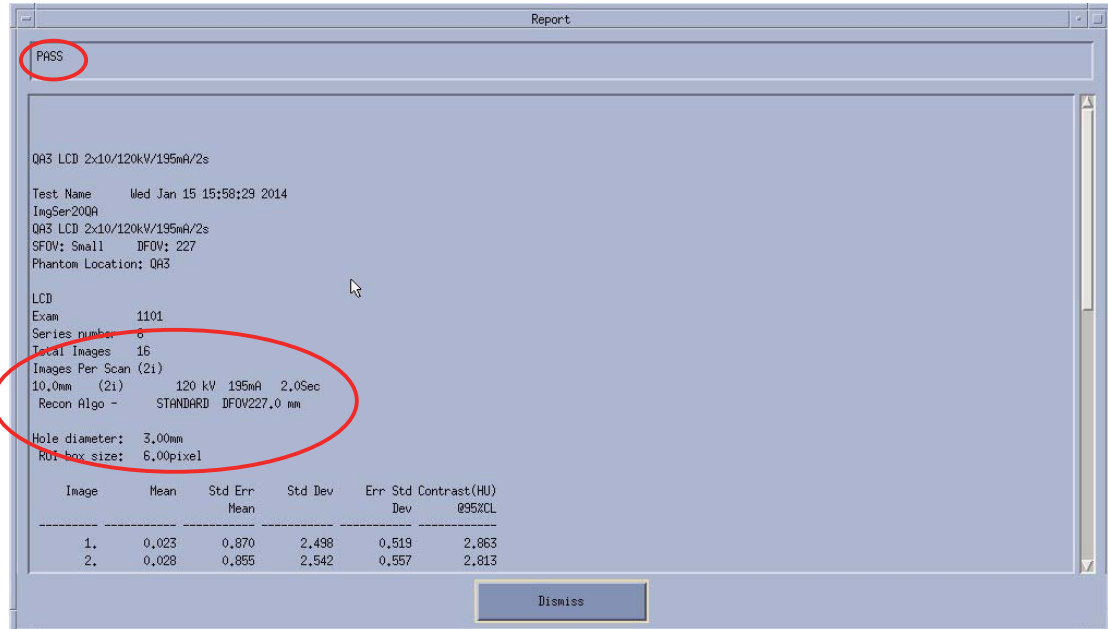 Report
PASS
QA3 LCD 2x10/120kV/195mA/2s
Test Name Wed Jan 15 15:58:29 2014
ImgSer20QA
QA3 LCD 2x10/120kV/195mA/2s
SFOV: Small DFOV: 227
Phantom Location: QA3
LCD
Exam 1101
Series number 8
Total Images 16
Images Per Scan (2i)
10.0mm (2i) 120 kV 195mA 2.0Sec
Recon Algo - STANDARD DFOV227.0 mm
Hole diameter: 3.00mm
ROI box size: 6.00pixel
Image Mean Std Err Std Dev Err Std Contrast(HU)
Mean Dev @95%CL
--------- ----------- ----------- ----------- ----------- ------------
1. 0.023 0.870 2.498 0.519 2.863
2. 0.028 0.855 2.542 0.557 2.813
Dismiss